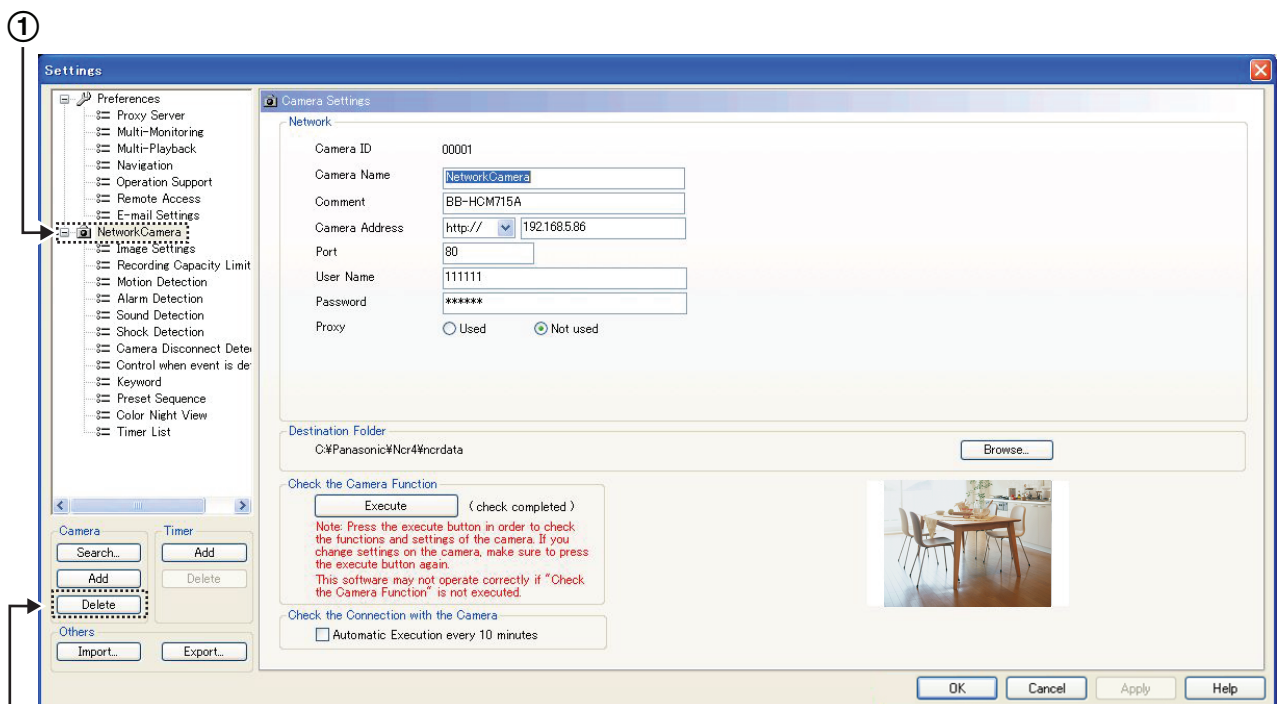 ①
Settings
Preferences
Proxy Server
Multi-Monitoring
Multi-Playback
Navigation
Operation Support
Remote Access
E-mail Settings
NetworkCamera
Image Settings
Recording Capacity Limit
Motion Detection
Alarm Detection
Sound Detection
Shock Detection
Camera Disconnect Dete
Control when event is de
Keyword
Preset Sequence
Color Night View
Timer List
Camera
Search...
Add
Delete
Timer
Add
Delete
Others
Import...
Export...
Camera Settings
Network
Camera ID 00001
Camera Name NetworkCamera
Comment BB-HCM715A
Camera Address http:// 192.168.5.86
Port 80
User Name 111111
Password ******
Proxy Used Not used
Destination Folder
C:¥Panasonic¥Ncr4¥ncrdata Browse...
Check the Camera Function
Execute ( check completed )
Note: Press the execute button in order to check
the functions and settings of the camera. If you
change settings on the camera, make sure to press
the execute button again.
This software may not operate correctly if "Check
the Camera Function" is not executed.
Check the Connection with the Camera
Automatic Execution every 10 minutes
OK Cancel Apply Help